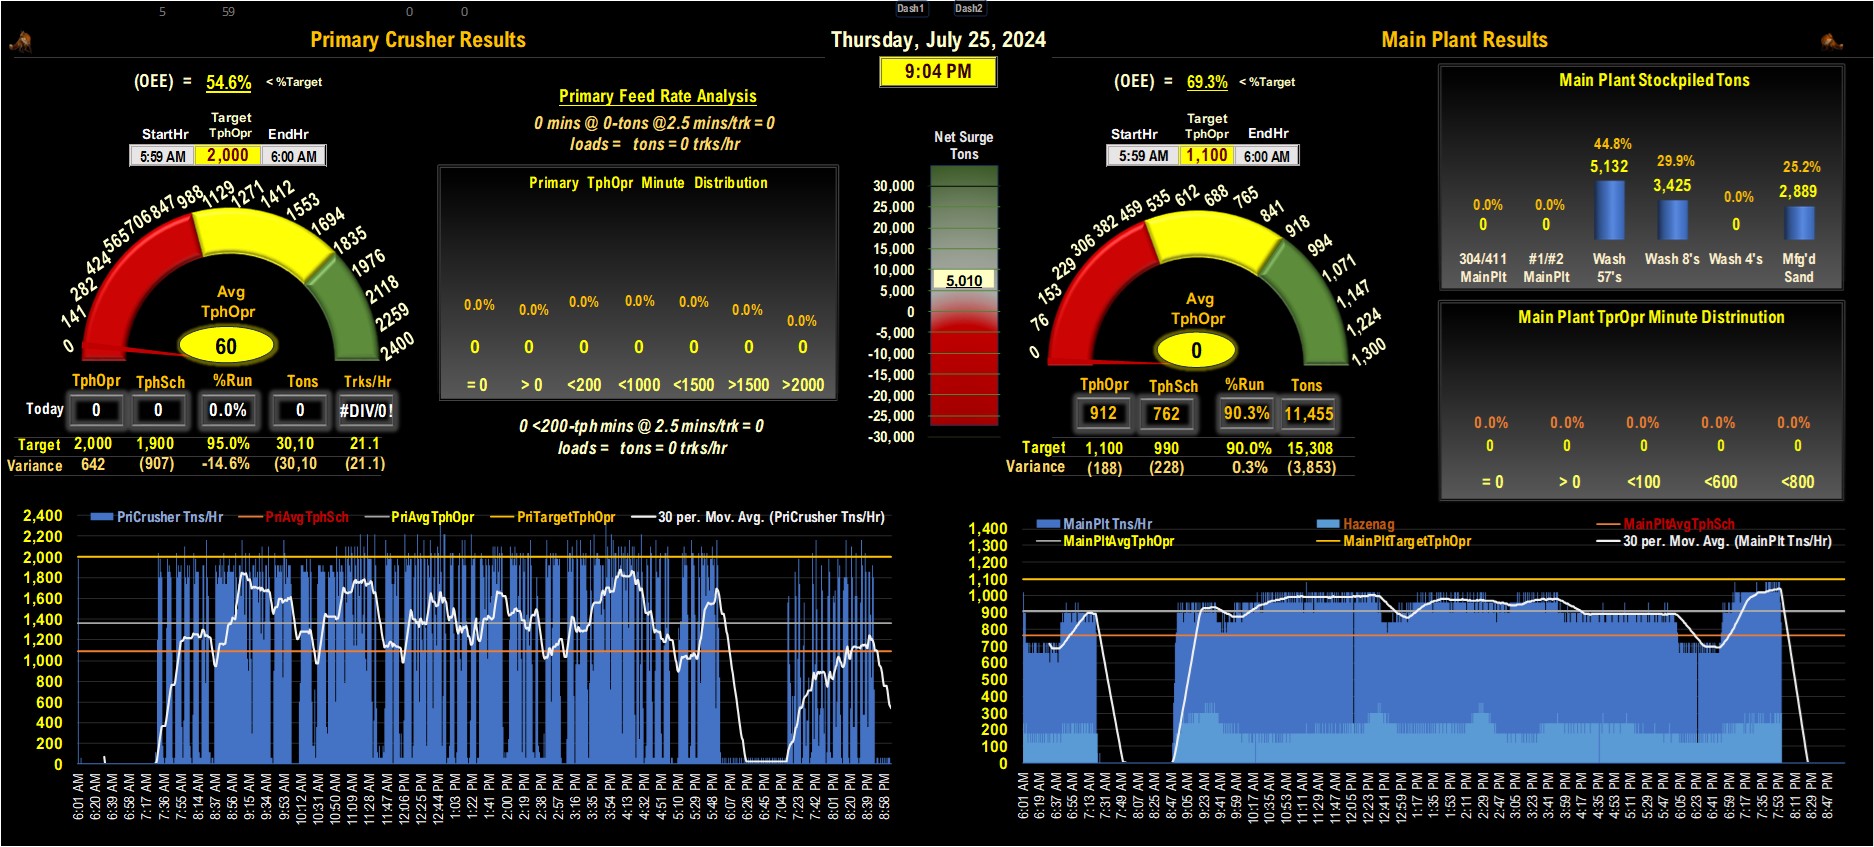 5 59 0 0 Dash1 Dash2
Primary Crusher Results
Thursday, July 25, 2024
Main Plant Results
9:04 PM
(OEE) = 54.6% < %Target
Target
StartHr TphOpr EndHr
5:59 AM 2,000 6:00 AM
0 141 282 424 565 706 847 988 1129 1271 1412 1553 1694 1835 1976 2118 2259 2400
Avg
TphOpr
60
TphOpr TphSch %Run Tons Trks/Hr
Today 0 0 0.0% 0 #DIV/0!
Target 2,000 1,900 95.0% 30,10 21.1
Variance 642 (907) -14.6% (30,10 (21.1)
Primary Feed Rate Analysis
0 mins @ 0-tons @2.5 mins/trk = 0
loads = tons = 0 trks/hr
Primary TphOpr Minute Distribution
0.0% 0.0% 0.0% 0.0% 0.0% 0.0% 0.0%
0 0 0 0 0 0 0
= 0 > 0 <200 <1000 <1500 >1500 >2000
0 <200-tph mins @ 2.5 mins/trk = 0
loads = tons = 0 trks/hr
Net Surge
Tons
30,000
25,000
20,000
15,000
10,000
5,010
5,000
0
-5,000
-10,000
-15,000
-20,000
-25,000
-30,000
(OEE) = 69.3% < %Target
Target
StartHr TphOpr EndHr
5:59 AM 1,100 6:00 AM
0 76 153 229 306 382 459 535 612 688 765 841 918 994 1,071 1,147 1,224 1,300
Avg
TphOpr
0
TphOpr TphSch %Run Tons
912 762 90.3% 11,455
Target 1,100 990 90.0% 15,308
Variance (188) (228) 0.3% (3,853)
Main Plant Stockpiled Tons
0.0% 0.0% 44.8% 29.9% 0.0% 25.2%
0 0 5,132 3,425 0 2,889
304/411 #1/#2 Wash Wash 8's Wash 4's Mfg'd
MainPlt MainPlt 57's Sand
Main Plant TprOpr Minute Distrinution
0.0% 0.0% 0.0% 0.0% 0.0%
0 0 0 0 0
= 0 > 0 <100 <600 <800
PriCrusher Tns/Hr PriAvgTphSch PriAvgTphOpr PriTargetTphOpr 30 per. Mov. Avg. (PriCrusher Tns/Hr)
2,400
2,200
2,000
1,800
1,600
1,400
1,200
1,000
800
600
400
200
0
6:01 AM 6:20 AM 6:39 AM 6:58 AM 7:17 AM 7:36 AM 7:55 AM 8:14 AM 8:37 AM 8:56 AM 9:15 AM 9:34 AM 9:53 AM 10:12 AM 10:31 AM 10:50 AM 11:09 AM 11:28 AM 11:47 AM 12:06 PM 12:25 PM 12:44 PM 1:03 PM 1:22 PM 1:41 PM 2:00 PM 2:19 PM 2:38 PM 2:57 PM 3:16 PM 3:35 PM 3:54 PM 4:13 PM 4:32 PM 4:51 PM 5:10 PM 5:29 PM 5:48 PM 6:07 PM 6:26 PM 6:45 PM 7:04 PM 7:23 PM 7:42 PM 8:01 PM 8:20 PM 8:39 PM 8:58 PM
MainPlt Tns/Hr Hazenag MainPltAvgTphSch
MainPltAvgTphOpr MainPltTargetTphOpr 30 per. Mov. Avg. (MainPlt Tns/Hr)
1,400
1,300
1,200
1,100
1,000
900
800
700
600
500
400
300
200
100
0
6:01 AM 6:19 AM 6:37 AM 6:55 AM 7:13 AM 7:31 AM 7:49 AM 8:07 AM 8:25 AM 8:47 AM 9:05 AM 9:23 AM 9:41 AM 9:59 AM 10:17 AM 10:35 AM 10:53 AM 11:11 AM 11:29 AM 11:47 AM 12:05 PM 12:23 PM 12:41 PM 12:59 PM 1:17 PM 1:35 PM 1:53 PM 2:11 PM 2:29 PM 2:47 PM 3:05 PM 3:23 PM 3:41 PM 3:59 PM 4:17 PM 4:35 PM 4:53 PM 5:11 PM 5:29 PM 5:47 PM 6:05 PM 6:23 PM 6:41 PM 6:59 PM 7:17 PM 7:35 PM 7:53 PM 8:11 PM 8:29 PM 8:47 PM